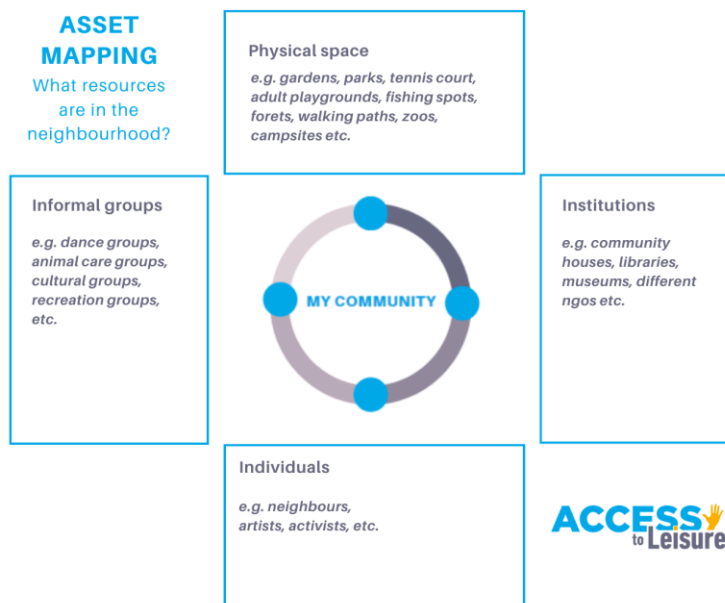 ASSET
MAPPING
What resources
are in the
neighbourhood?
Physical space
e.g. gardens, parks, tennis court,
adult playgrounds, fishing spots,
forets, walking paths, zoos,
campsites etc.
Informal groups
e.g. dance groups,
animal care groups,
cultural groups,
recreation groups,
etc.
MY COMMUNITY
Institutions
e.g. community
houses, libraries,
museums, different
ngos etc.
Individuals
e.g. neighbours,
artists, activists, etc.
ACCESS
to Leisure